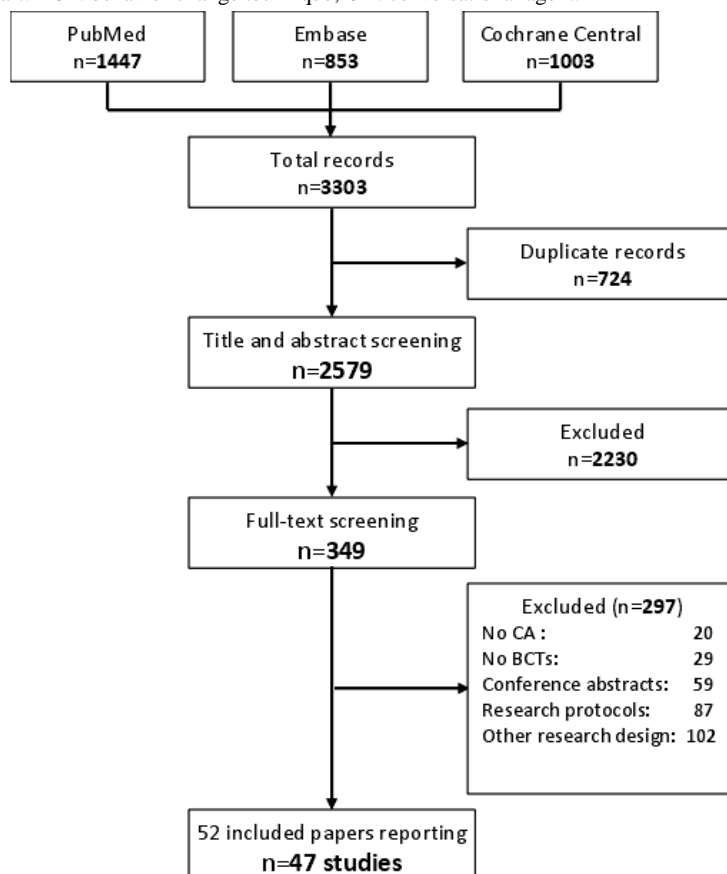 PubMed
n=1447
Embase
n=853
Cochrane Central
n=1003
Total records
n=3303
Duplicate records
n=724
Title and abstract screening
n=2579
Excluded
n=2230
Full-text screening
n=349
Excluded (n=297)
No CA : 20
No BCTs: 29
Conference abstracts: 59
Research protocols: 87
Other research design: 102
52 included papers reporting
n=47 studies